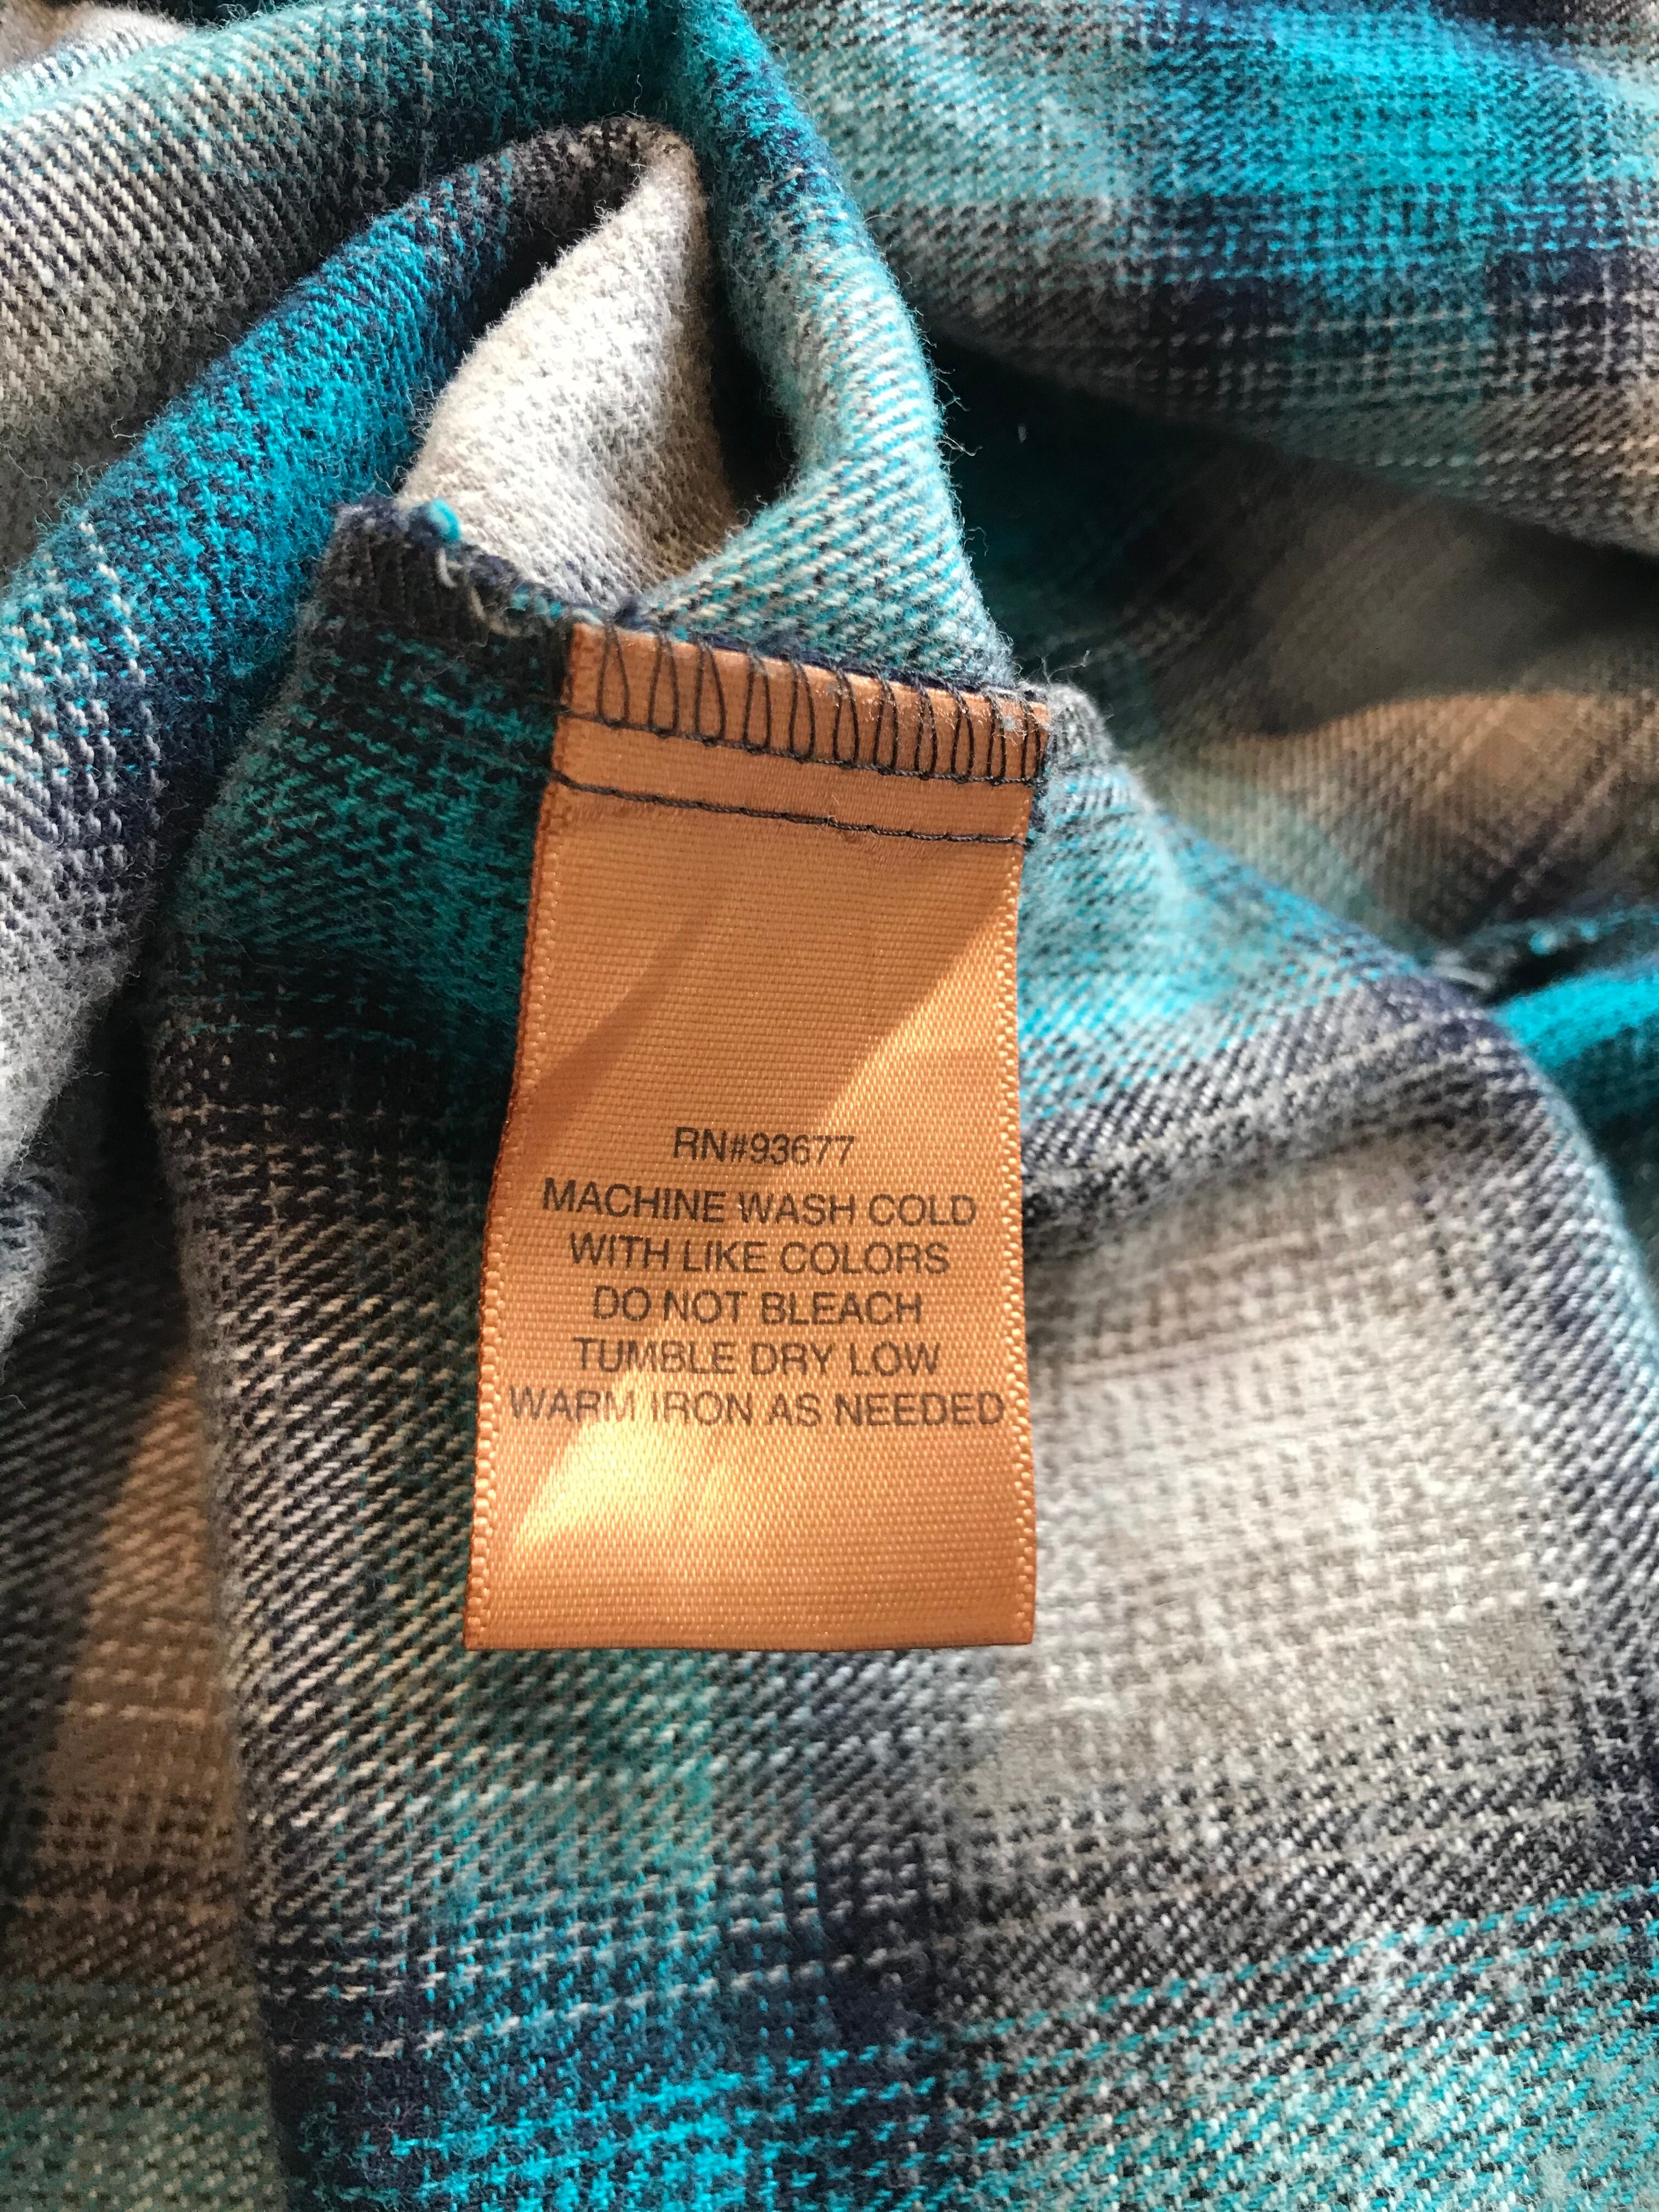 RN#93677
MACHINE WASH COLD
WITH LIKE COLORS
DO NOT BLEACH
TUMBLE DRY LOW
WARM IRON AS NEEDED